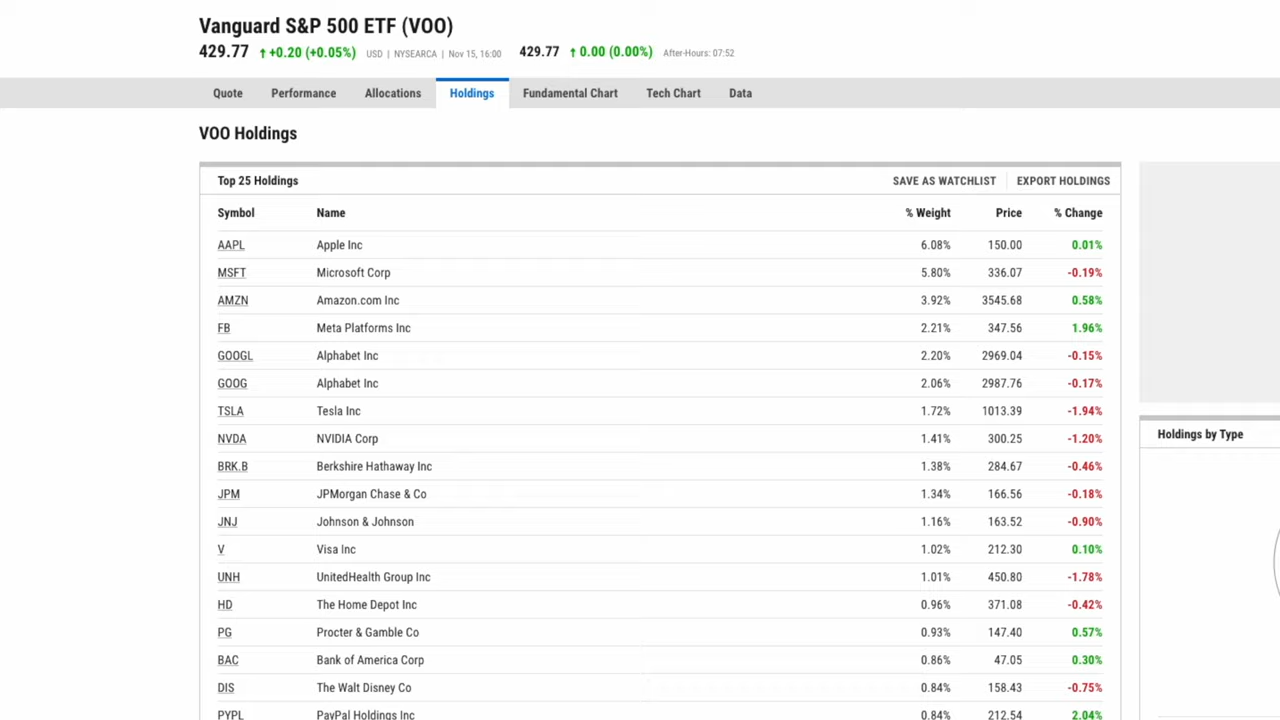 Vanguard S&P 500 ETF (VOO)
429.77 +0.20 (+0.05%) USD | NYSEARCA | Nov 15, 16:00 429.77 0.00 (0.00%) After-Hours: 07:52
Quote Performance Allocations Holdings Fundamental Chart Tech Chart Data
VOO Holdings
Top 25 Holdings SAVE AS WATCHLIST EXPORT HOLDINGS
Symbol Name % Weight Price % Change
AAPL Apple Inc 6.08% 150.00 0.01%
MSFT Microsoft Corp 5.80% 336.07 -0.19%
AMZN Amazon.com Inc 3.92% 3545.68 0.58%
FB Meta Platforms Inc 2.21% 347.56 1.96%
GOOGL Alphabet Inc 2.20% 2969.04 -0.15%
GOOG Alphabet Inc 2.06% 2987.76 -0.17%
TSLA Tesla Inc 1.72% 1013.39 -1.94%
NVDA NVIDIA Corp 1.41% 300.25 -1.20%
Holdings by Type
BRK.B Berkshire Hathaway Inc 1.38% 284.67 -0.46%
JPM JPMorgan Chase & Co 1.34% 166.56 -0.18%
JNJ Johnson & Johnson 1.16% 163.52 -0.90%
V Visa Inc 1.02% 212.30 0.10%
UNH UnitedHealth Group Inc 1.01% 450.80 -1.78%
HD The Home Depot Inc 0.96% 371.08 -0.42%
PG Procter & Gamble Co 0.93% 147.40 0.57%
BAC Bank of America Corp 0.86% 47.05 0.30%
DIS The Walt Disney Co 0.84% 158.43 -0.75%
PYPL PayPal Holdings Inc 0.84% 212.54 2.04%